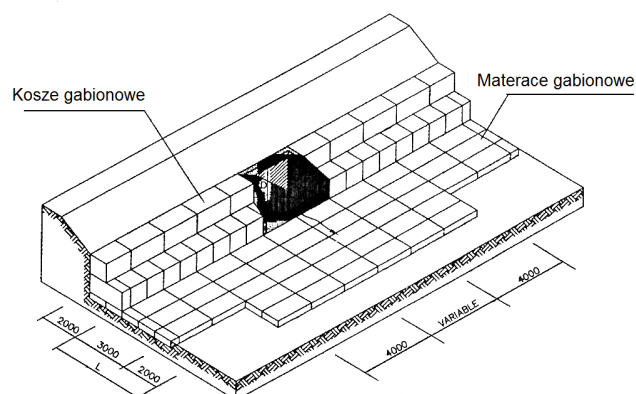 Kosze gabionowe
Materace gabionowe
D
2000
3000
2000
L
4000
VARIABLE
4000